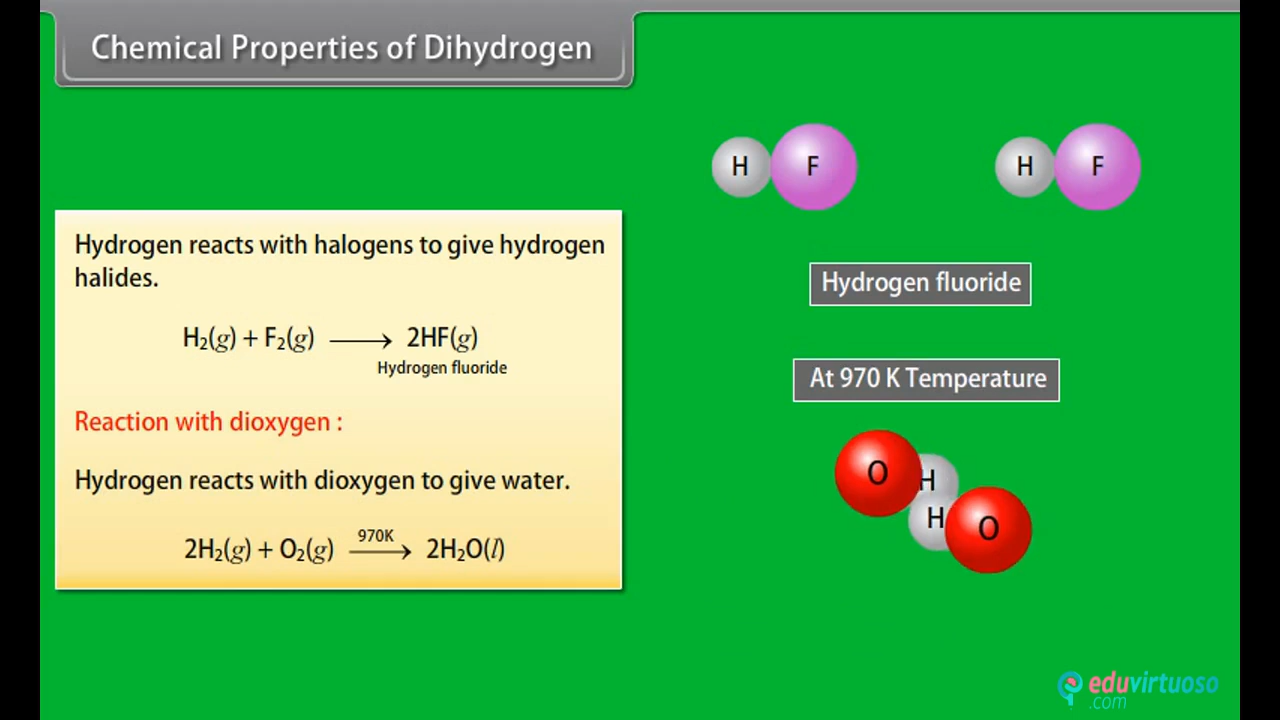 Chemical Properties of Dihydrogen
H F
H F
Hydrogen reacts with halogens to give hydrogen
halides.
Hydrogen fluoride
H₂(g) + F₂(g) ⟶ 2HF(g)
Hydrogen fluoride
At 970 K Temperature
Reaction with dioxygen :
O H
H O
Hydrogen reacts with dioxygen to give water.
970K
2H₂(g) + O₂(g) ⟶ 2H₂O(l)
eduvirtuoso
.com